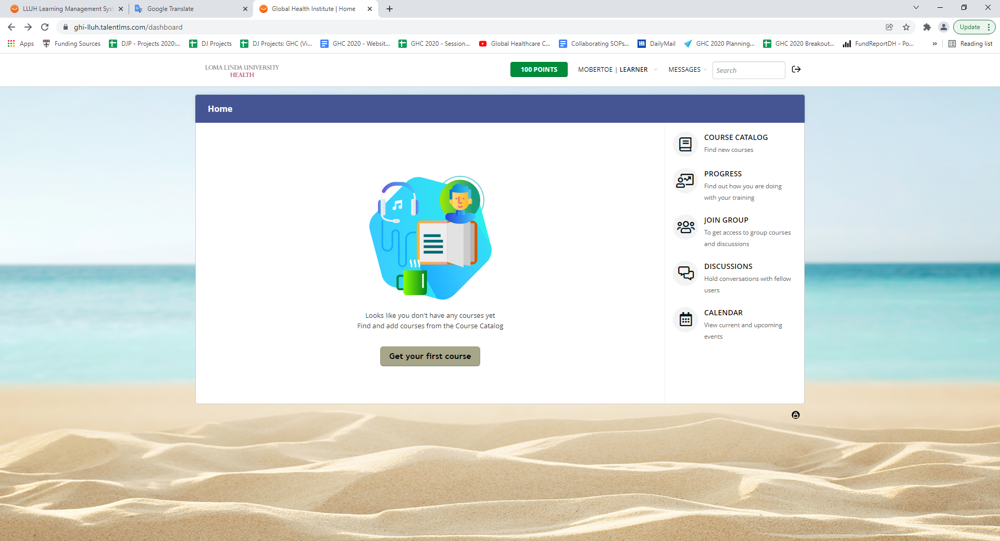 LLUH Learning Management Syst
Google Translate
Global Health Institute | Home
ghi-lluh.talentlms.com/dashboard
Update
Apps
Funding Sources
DJP - Projects 2020:...
DJ Projects
DJ Projects: GHC (Vi...
GHC 2020 - Websit...
GHC 2020 - Session...
Global Healthcare C...
Collaborating SOPs...
DailyMail
GHC 2020 Planning...
GHC 2020 Breakout...
FundReportDH - Po...
»
Reading list
LOMA LINDA UNIVERSITY
HEALTH
100 POINTS
MOBERTOE | LEARNER
MESSAGES
Search
Home
COURSE CATALOG
Find new courses
PROGRESS
Find out how you are doing
with your training
JOIN GROUP
To get access to group courses
and discussions
DISCUSSIONS
Hold conversations with fellow
users
CALENDAR
View current and upcoming
events
Looks like you don't have any courses yet
Find and add courses from the Course Catalog
Get your first course